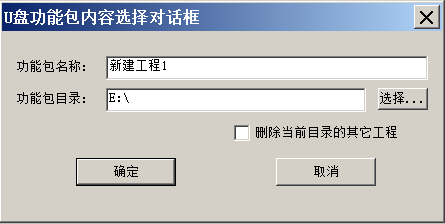 U盘功能包内容选择对话框
功能包名称: 新建工程1
功能包目录: E:\ 选择...
删除当前目录的其它工程
确定 取消